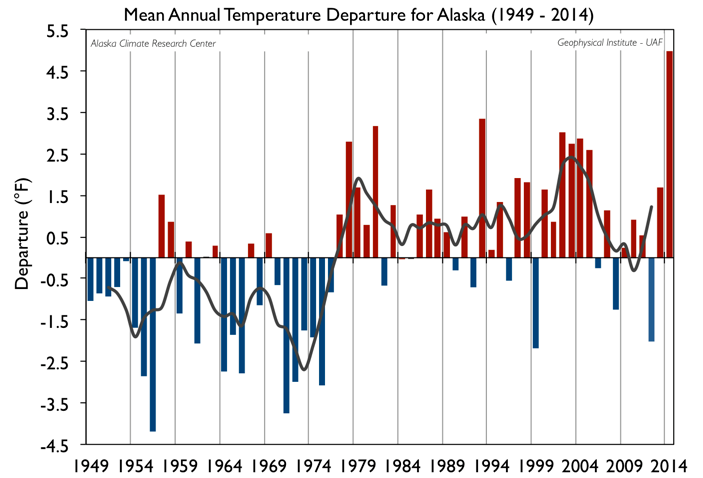 Mean Annual Temperature Departure for Alaska (1949 - 2014)
Alaska Climate Research Center
Geophysical Institute - UAF
Departure (°F)
5.5
4.5
3.5
2.5
1.5
0.5
-0.5
-1.5
-2.5
-3.5
-4.5
1949 1954 1959 1964 1969 1974 1979 1984 1989 1994 1999 2004 2009 2014